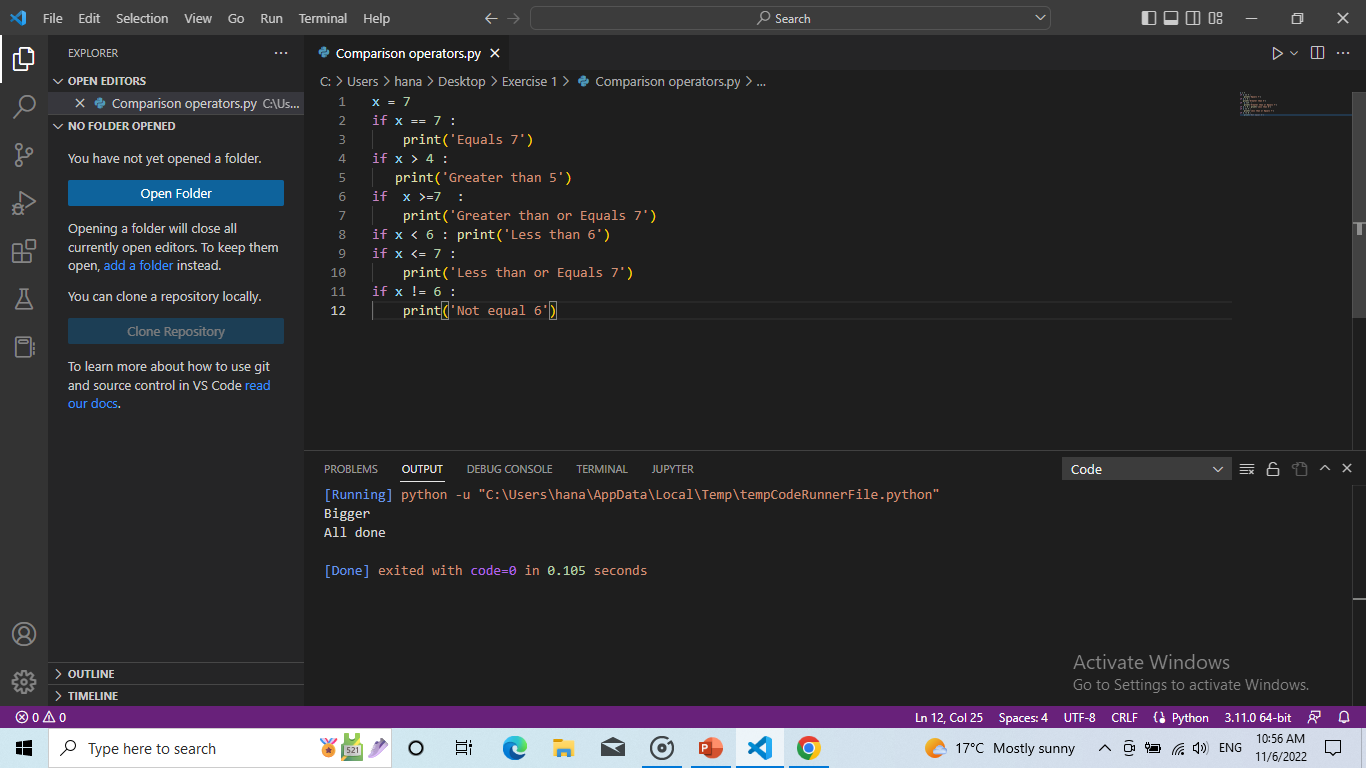 File Edit Selection View Go Run Terminal Help
Search
EXPLORER
OPEN EDITORS
Comparison operators.py C:\Us...
NO FOLDER OPENED
You have not yet opened a folder.
Open Folder
Opening a folder will close all
currently open editors. To keep them
open, add a folder instead.
You can clone a repository locally.
Clone Repository
To learn more about how to use git
and source control in VS Code read
our docs.
OUTLINE
TIMELINE
Comparison operators.py
C: > Users > hana > Desktop > Exercise 1 > Comparison operators.py > ...
1 x = 7
2 if x == 7 :
3     print('Equals 7')
4 if x > 4 :
5    print('Greater than 5')
6 if  x >=7  :
7     print('Greater than or Equals 7')
8 if x < 6 : print('Less than 6')
9 if x <= 7 :
10     print('Less than or Equals 7')
11 if x != 6 :
12     print('Not equal 6')
PROBLEMS OUTPUT DEBUG CONSOLE TERMINAL JUPYTER
Code
[Running] python -u "C:\Users\hana\AppData\Local\Temp\tempCodeRunnerFile.python"
Bigger
All done
[Done] exited with code=0 in 0.105 seconds
Activate Windows
Go to Settings to activate Windows.
0 0
Ln 12, Col 25 Spaces: 4 UTF-8 CRLF Python 3.11.0 64-bit
Type here to search
521
17°C Mostly sunny
ENG
10:56 AM
11/6/2022